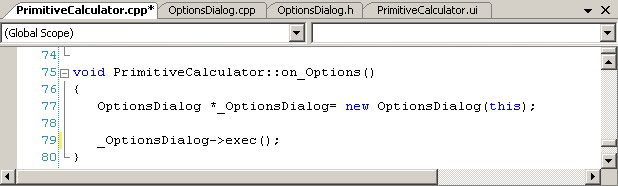 PrimitiveCalculator.cpp* OptionsDialog.cpp OptionsDialog.h PrimitiveCalculator.ui
(Global Scope)
74
75 void PrimitiveCalculator::on_Options()
76 {
77 OptionsDialog *_OptionsDialog= new OptionsDialog(this);
78
79 _OptionsDialog->exec();
80 }